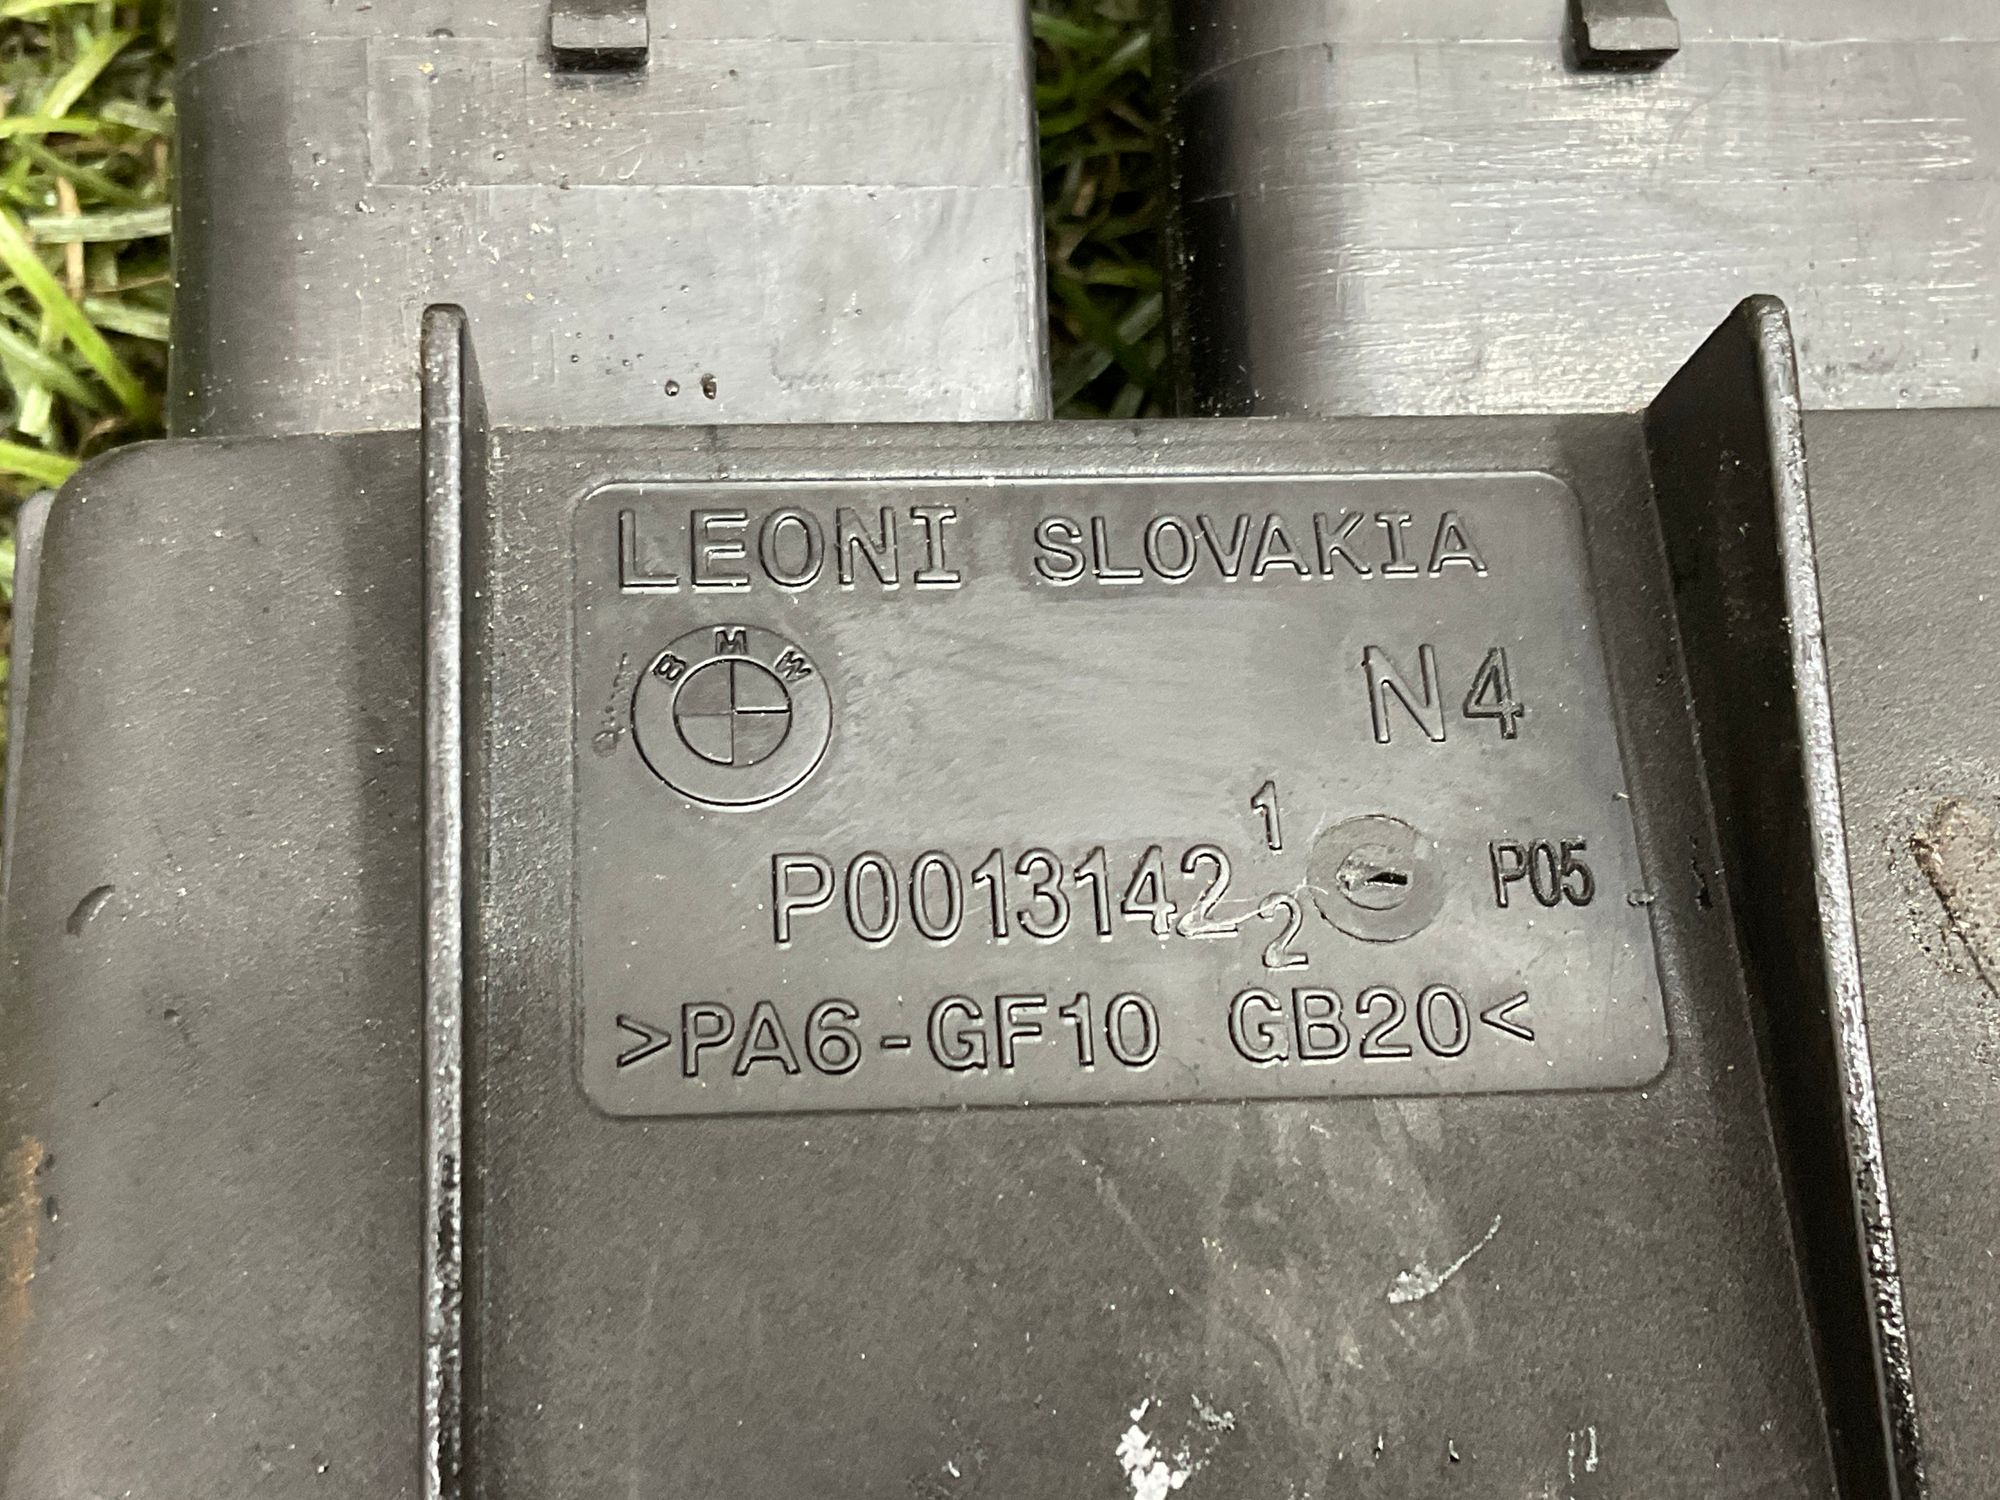 LEONI SLOVAKIA
BMW
N4
1
P0013142 P05
2
>PA6-GF10 GB20<